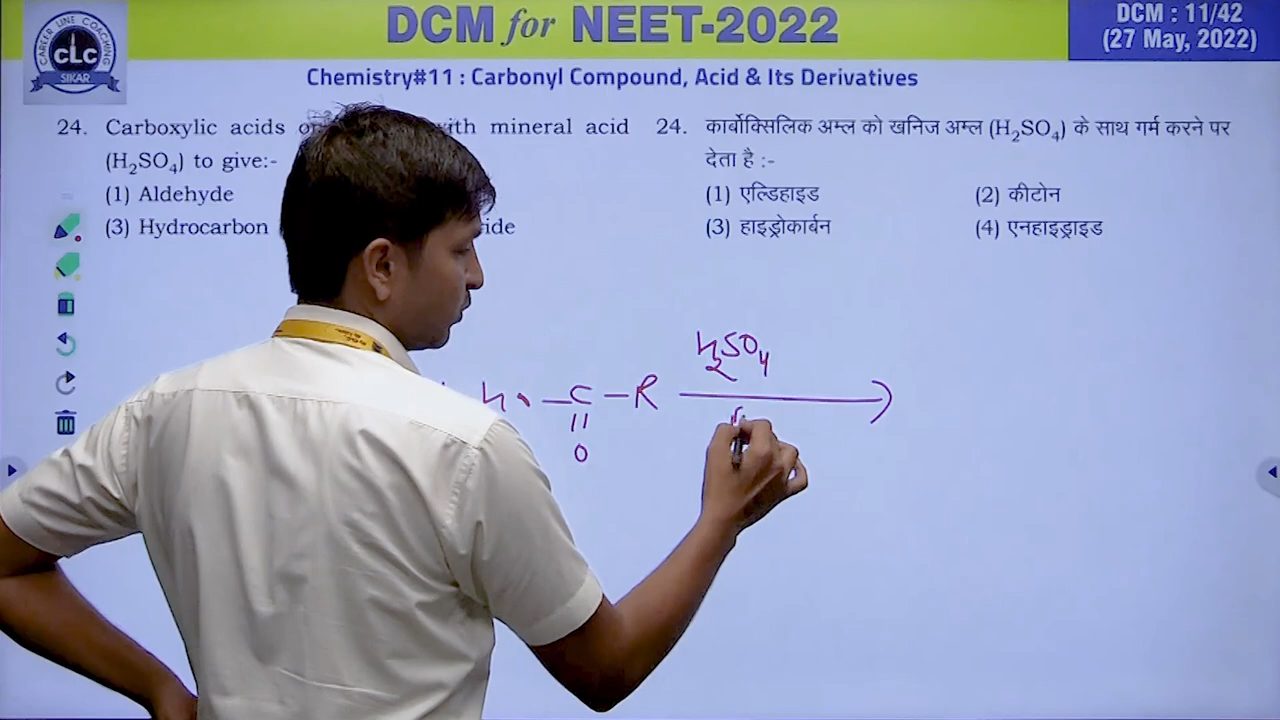 DCM for NEET-2022
DCM : 11/42
(27 May, 2022)
CAREER LINE COACHING
CLC
SIKAR
Chemistry#11 : Carbonyl Compound, Acid & Its Derivatives
24. Carboxylic acids with mineral acid
(H₂SO₄) to give:-
(1) Aldehyde
(3) Hydrocarbon
24. कार्बोक्सिलिक अम्ल को खनिज अम्ल (H₂SO₄) के साथ गर्म करने पर
देता है :-
(1) एल्डिहाइड (2) कीटोन
(3) हाइड्रोकार्बन (4) एनहाइड्राइड
H₂SO₄
–C–R
||
O